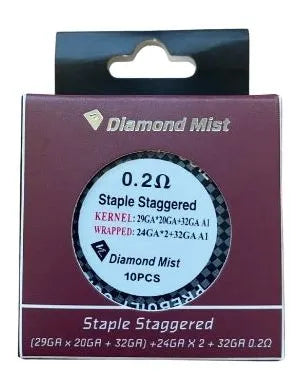 Diamond Mist
0.2Ω
Staple Staggered
KERNEL: 29GA*20GA+32GA A1
WRAPPED: 24GA*2+32GA A1
Diamond Mist
10PCS
PREBUILT
Staple Staggered
(29GA x 20GA + 32GA) +24GA X 2 + 32GA 0.2Ω